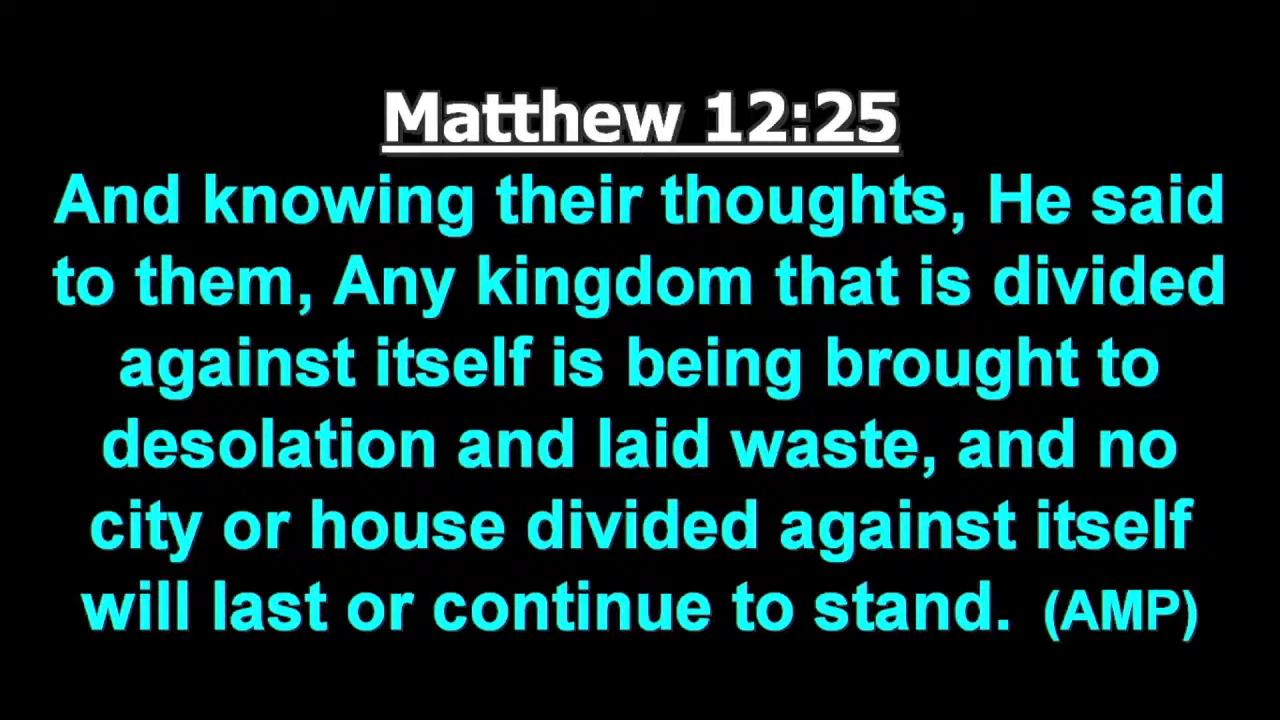 Matthew 12:25
And knowing their thoughts, He said
to them, Any kingdom that is divided
against itself is being brought to
desolation and laid waste, and no
city or house divided against itself
will last or continue to stand. (AMP)